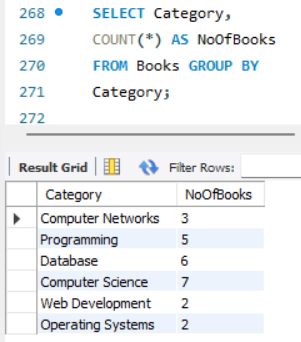 268 SELECT Category,
269 COUNT(*) AS NoOfBooks
270 FROM Books GROUP BY
271 Category;
272
Result Grid Filter Rows:
Category NoOfBooks
Computer Networks 3
Programming 5
Database 6
Computer Science 7
Web Development 2
Operating Systems 2